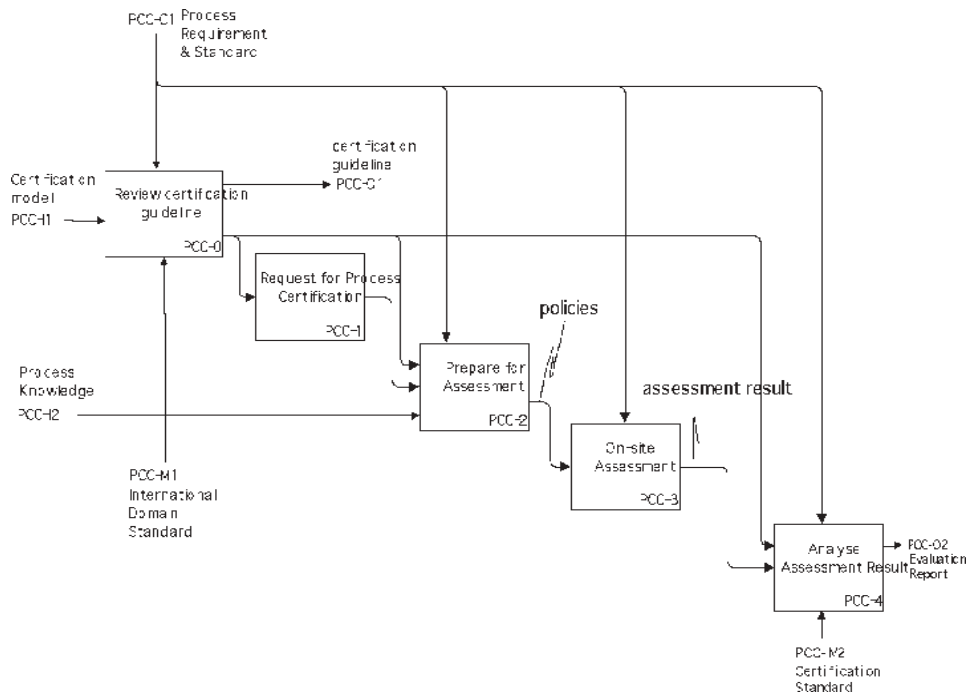 PCC-C1 Process
Requirement
& Standard
certification
guideline
PCC-O1
Certification
model
PCC-I1
Review certification
guideline
PCC-0
Request for Process
Certification
PCC-1
policies
Process
Knowledge
PCC-I2
Prepare for
Assessment
PCC-2
assessment result
On-site
Assessment
PCC-3
PCC-M1
International
Domain
Standard
Analyse
Assessment Result
PCC-4
PCC-O2
Evaluation
Report
PCC-M2
Certification
Standard